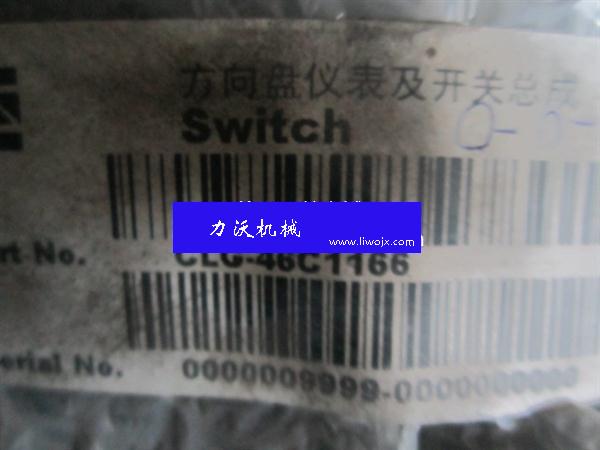 方向盘仪表及开关总成
Switch
力沃机械
www.liwojx.com
rt No. CLG-46C1166
erial No. 0000009999-0000000000